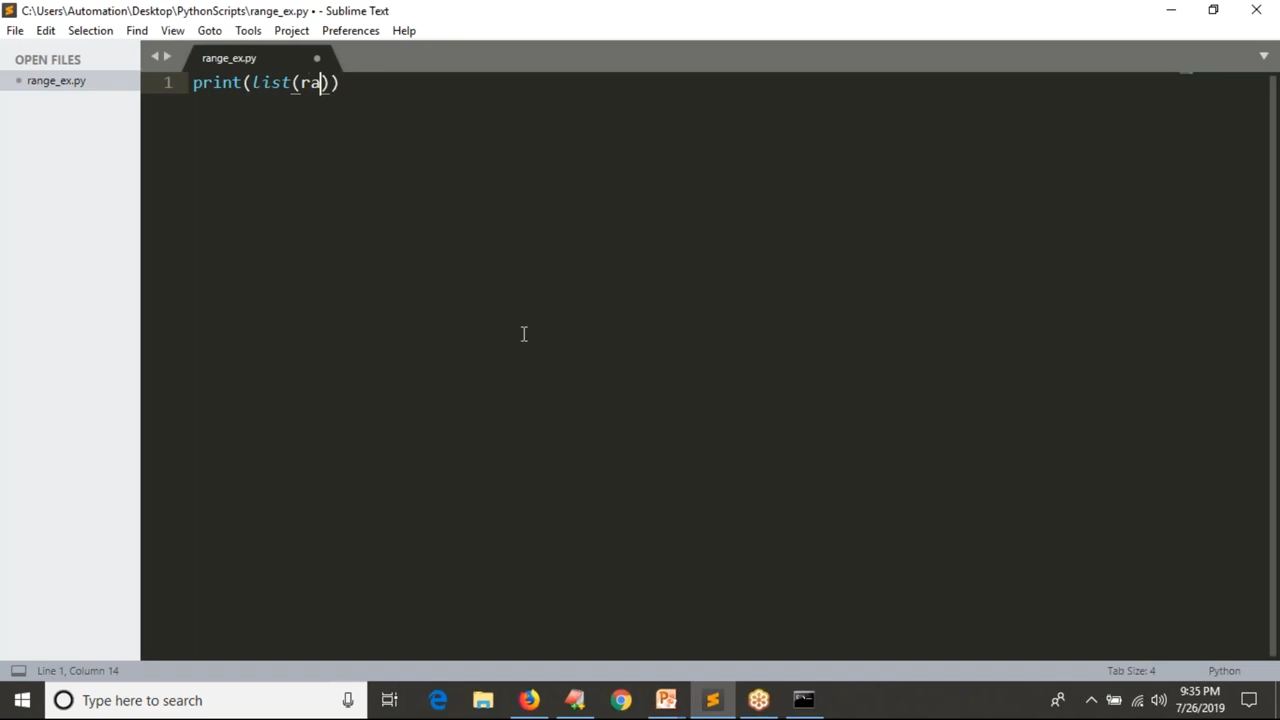 C:\Users\Automation\Desktop\PythonScripts\range_ex.py • - Sublime Text
File Edit Selection Find View Goto Tools Project Preferences Help
OPEN FILES
range_ex.py
range_ex.py
1 print(list(ra))
Line 1, Column 14
Tab Size: 4
Python
Type here to search
9:35 PM
7/26/2019